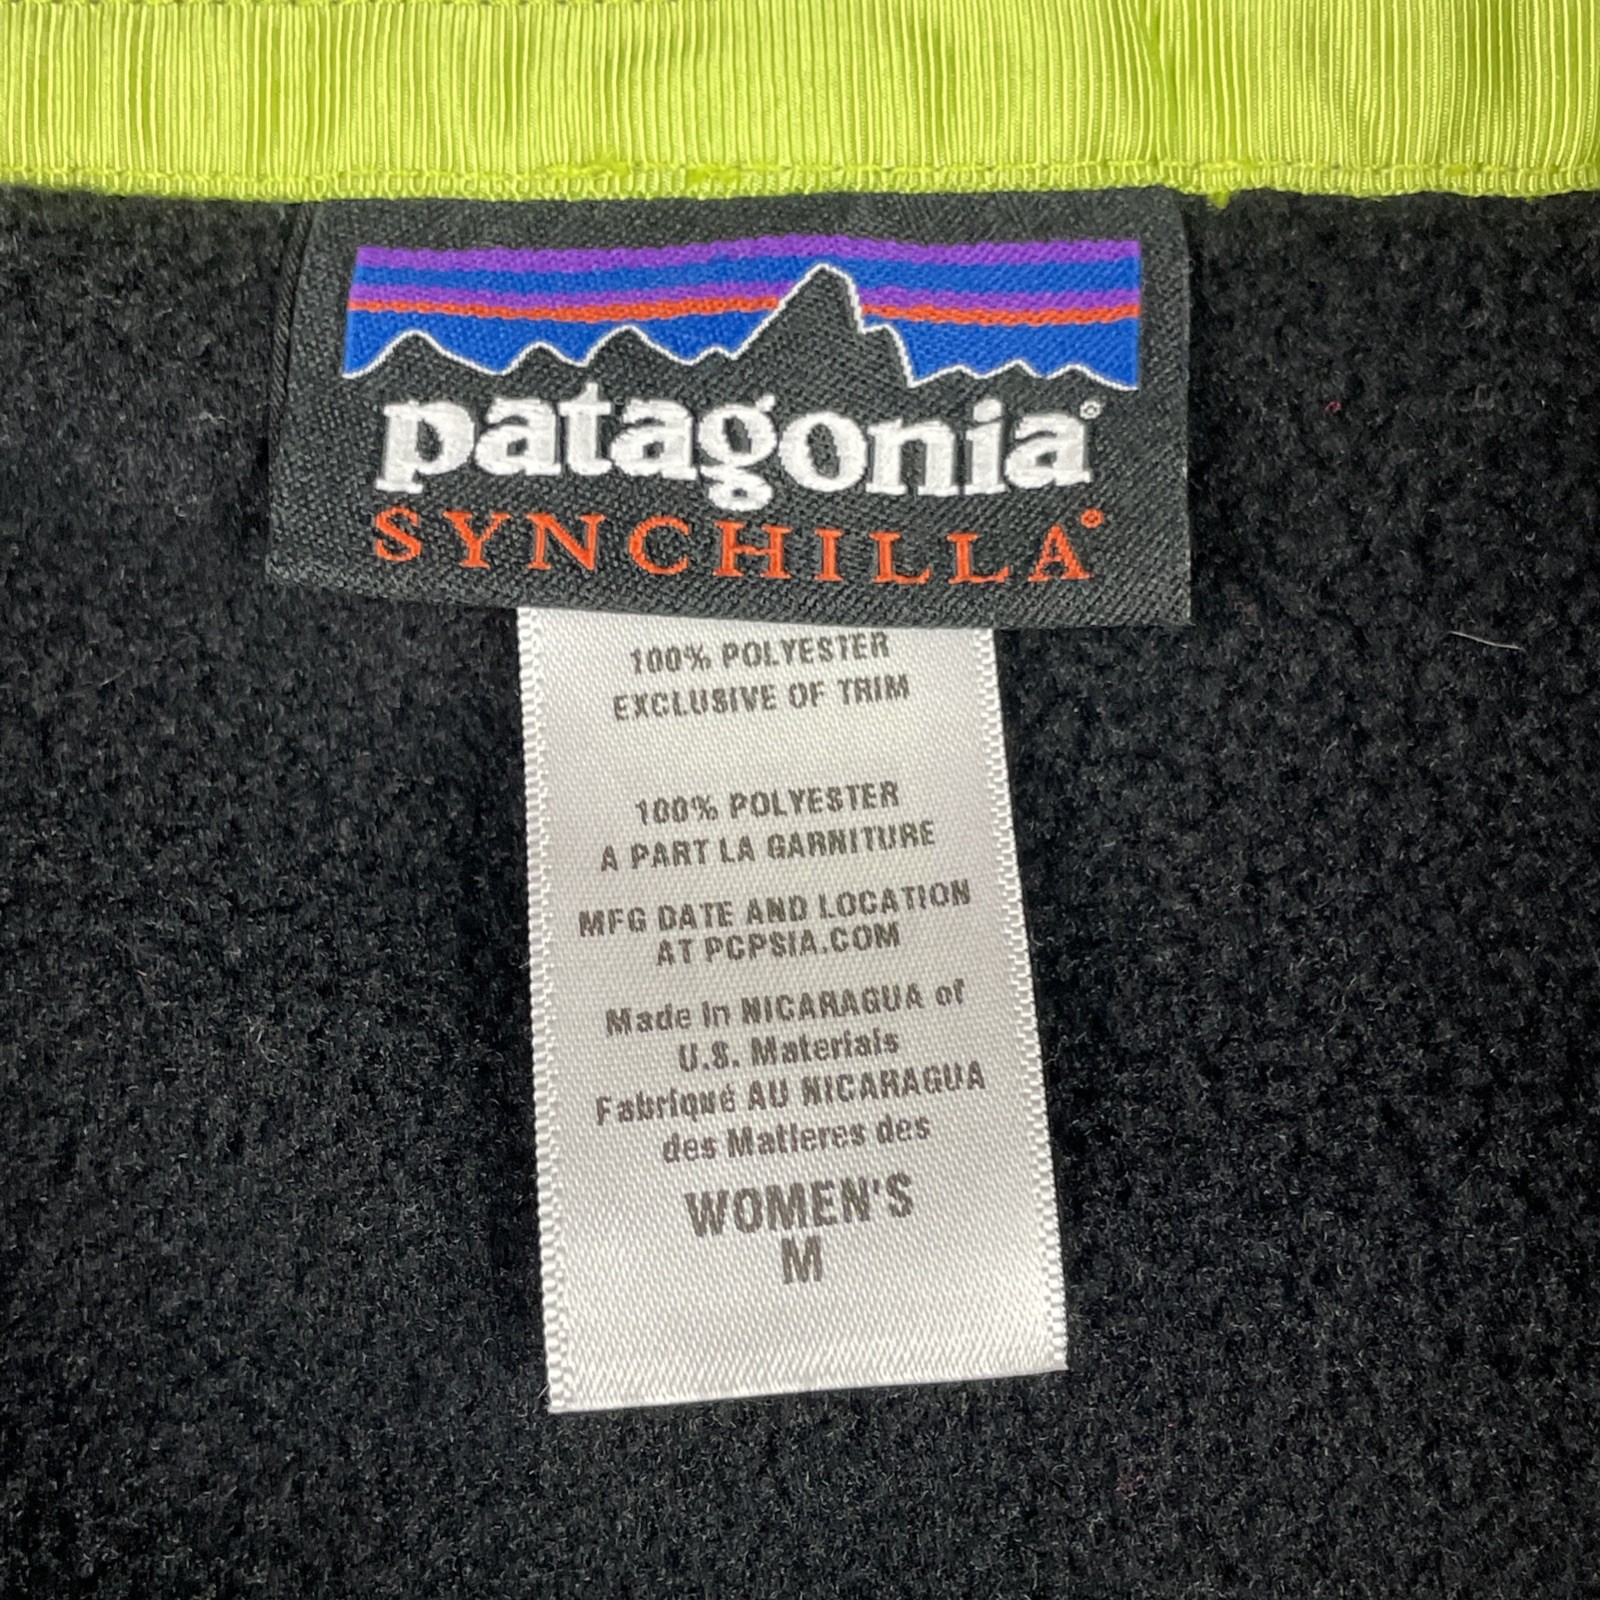 patagonia®
SYNCHILLA®
100% POLYESTER
EXCLUSIVE OF TRIM
100% POLYESTER
A PART LA GARNITURE
MFG DATE AND LOCATION
AT PCPSIA.COM
Made in NICARAGUA of
U.S. Materials
Fabriqué AU NICARAGUA
des Matieres des
WOMEN'S
M